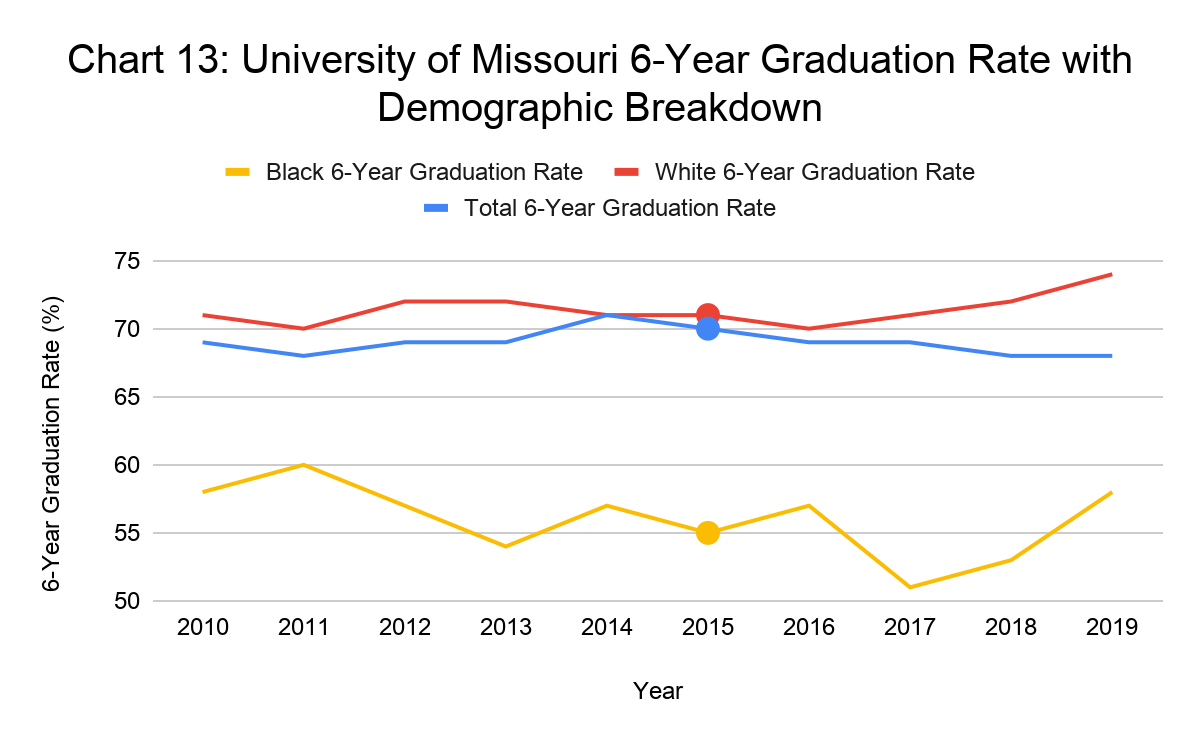 Chart 13: University of Missouri 6-Year Graduation Rate with
Demographic Breakdown
Black 6-Year Graduation Rate
White 6-Year Graduation Rate
Total 6-Year Graduation Rate
6-Year Graduation Rate (%)
75
70
65
60
55
50
2010 2011 2012 2013 2014 2015 2016 2017 2018 2019
Year